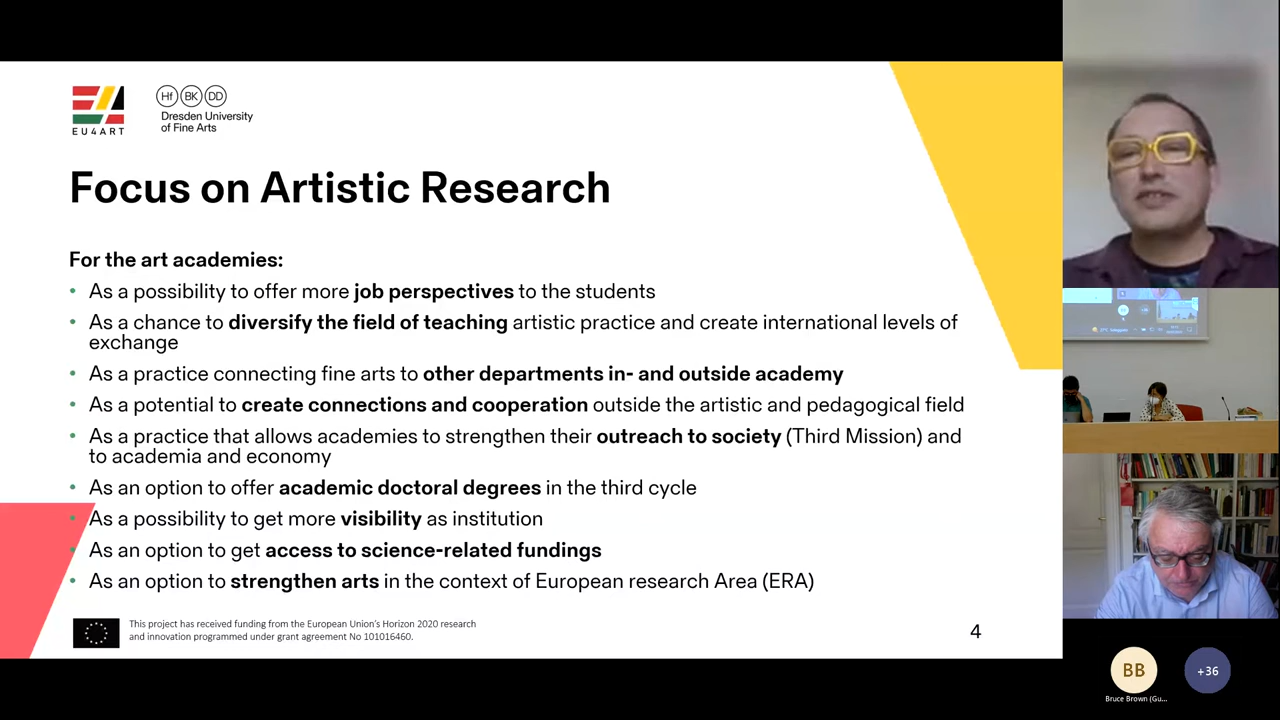 EU4ART
Hf BK DD
Dresden University
of Fine Arts
Focus on Artistic Research
For the art academies:
• As a possibility to offer more job perspectives to the students
• As a chance to diversify the field of teaching artistic practice and create international levels of
exchange
• As a practice connecting fine arts to other departments in- and outside academy
• As a potential to create connections and cooperation outside the artistic and pedagogical field
• As a practice that allows academies to strengthen their outreach to society (Third Mission) and
to academia and economy
• As an option to offer academic doctoral degrees in the third cycle
• As a possibility to get more visibility as institution
• As an option to get access to science-related fundings
• As an option to strengthen arts in the context of European research Area (ERA)
This project has received funding from the European Union's Horizon 2020 research
and innovation programmed under grant agreement No 101016460.
4
BB
+36
Bruce Brown (Gu...